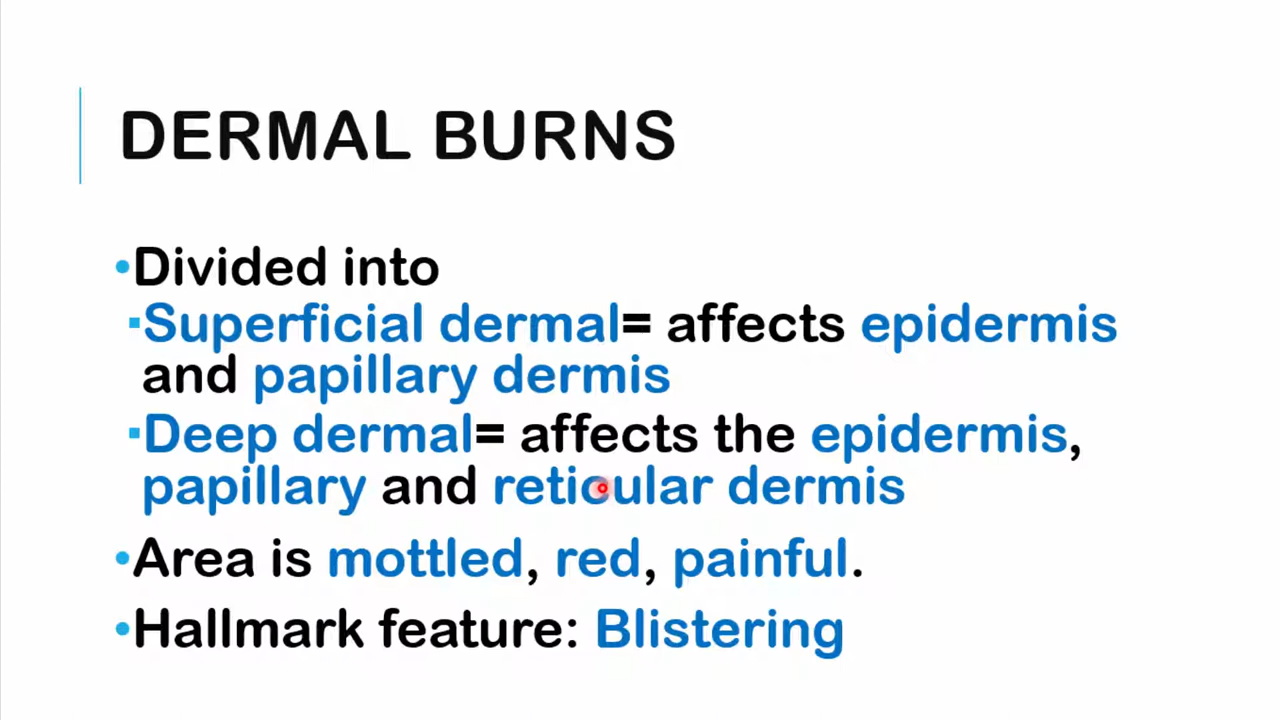 DERMAL BURNS
•Divided into
▪Superficial dermal= affects epidermis
and papillary dermis
▪Deep dermal= affects the epidermis,
papillary and reticular dermis
•Area is mottled, red, painful.
•Hallmark feature: Blistering